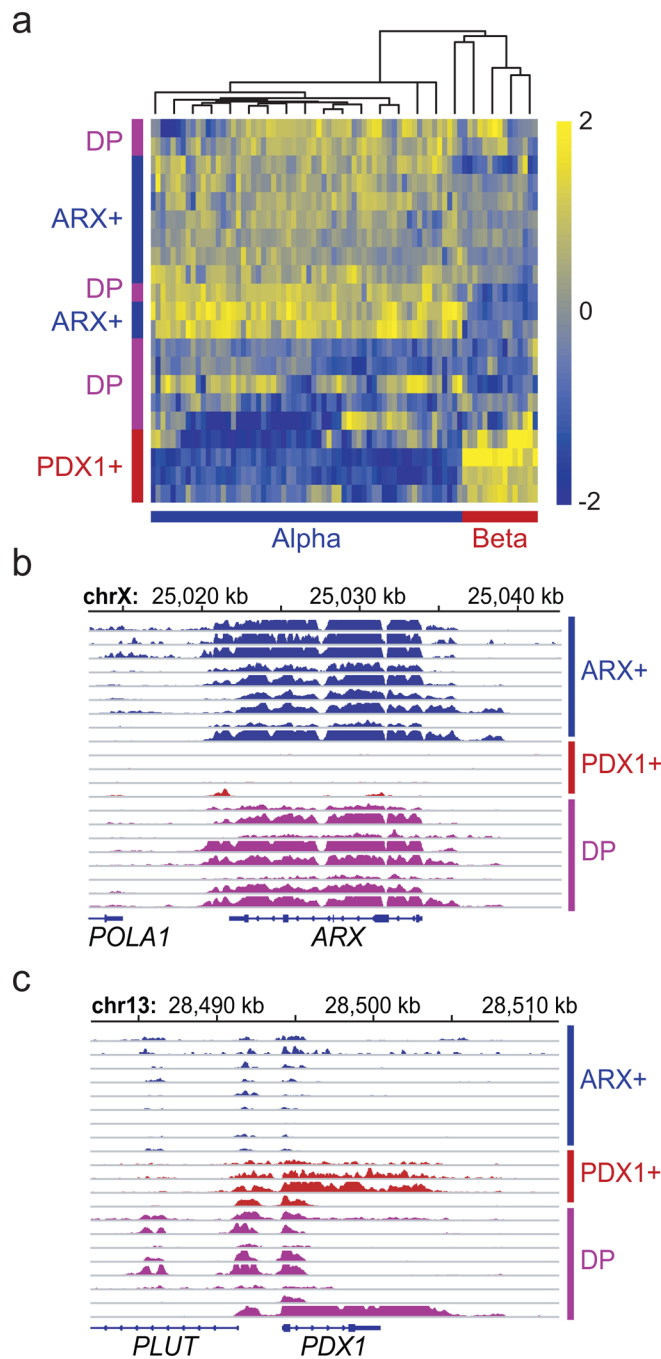 a
DP
ARX+
DP
ARX+
DP
PDX1+
2
0
-2
Alpha Beta
b
chrX: 25,020 kb 25,030 kb 25,040 kb
ARX+
PDX1+
DP
POLA1 ARX
c
chr13: 28,490 kb 28,500 kb 28,510 kb
ARX+
PDX1+
DP
PLUT PDX1